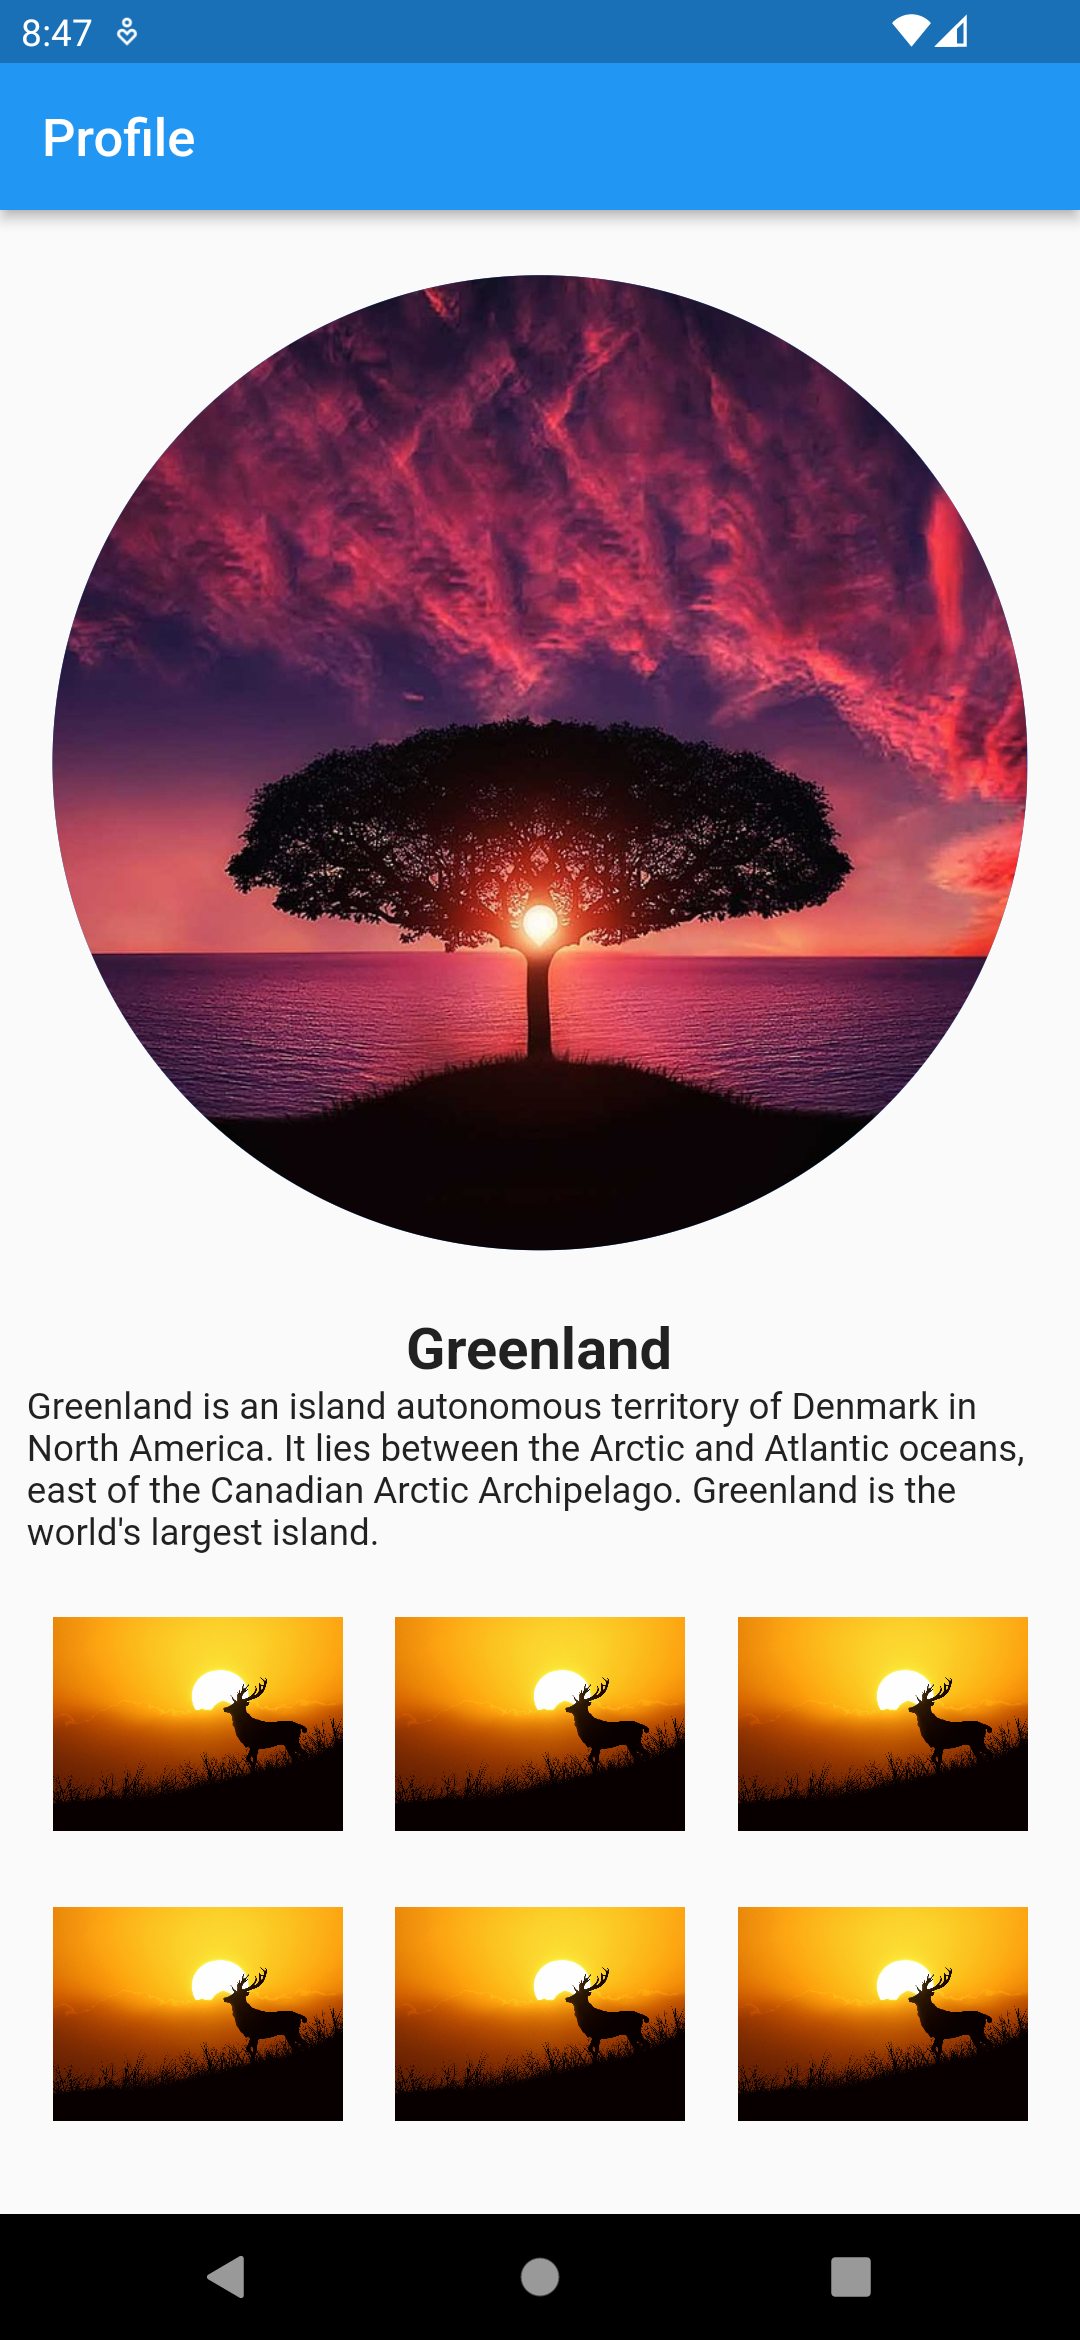 8:47
Profile
Greenland
Greenland is an island autonomous territory of Denmark in
North America. It lies between the Arctic and Atlantic oceans,
east of the Canadian Arctic Archipelago. Greenland is the
world's largest island.